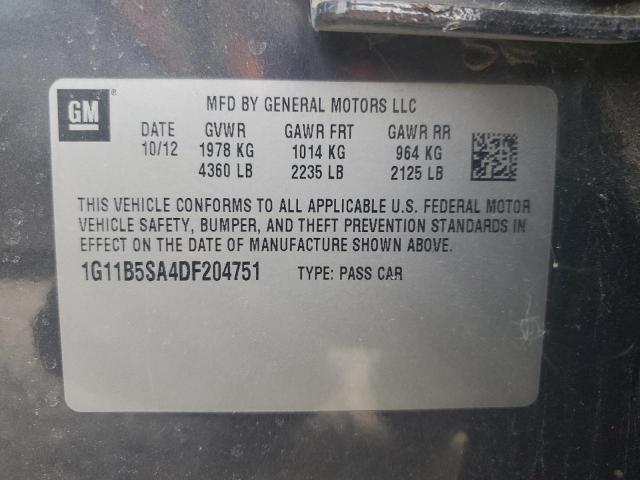 GM®
MFD BY GENERAL MOTORS LLC
DATE GVWR GAWR FRT GAWR RR
10/12 1978 KG 1014 KG 964 KG
4360 LB 2235 LB 2125 LB
THIS VEHICLE CONFORMS TO ALL APPLICABLE U.S. FEDERAL MOTOR
VEHICLE SAFETY, BUMPER, AND THEFT PREVENTION STANDARDS IN
EFFECT ON THE DATE OF MANUFACTURE SHOWN ABOVE.
1G11B5SA4DF204751 TYPE: PASS CAR